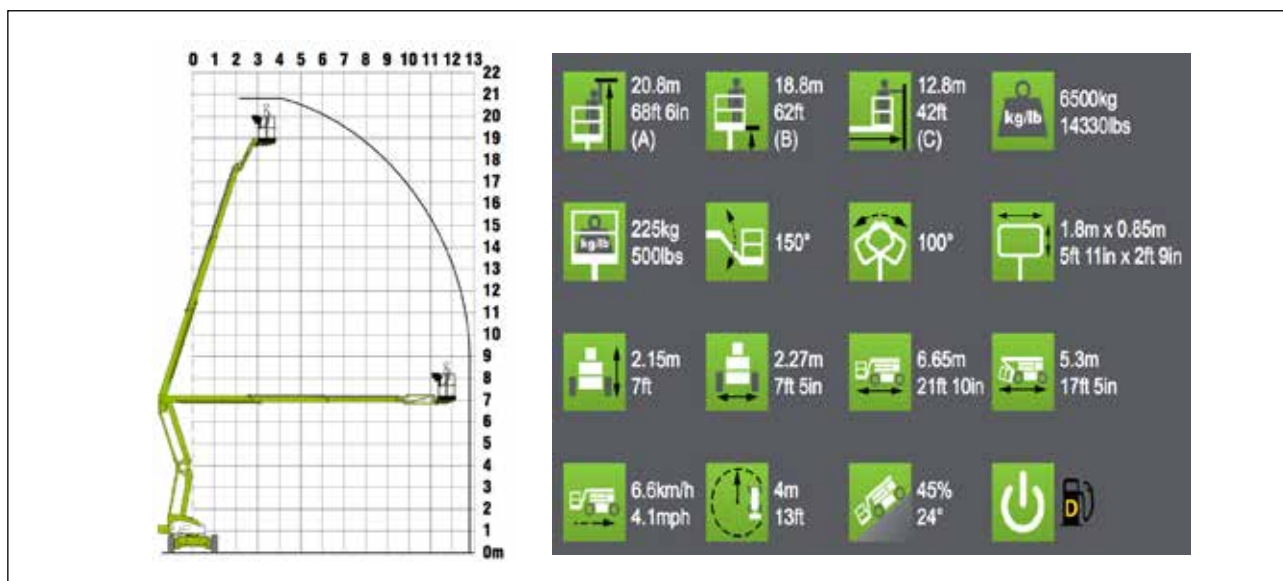 0 1 2 3 4 5 6 7 8 9 10 11 12 13
22
21
20
19
18
17
16
15
14
13
12
11
10
9
8
7
6
5
4
3
2
1
0m
20.8m
68ft 6in
(A)
18.8m
62ft
(B)
12.8m
42ft
(C)
kg/lb
6500kg
14330lbs
kg/lb
225kg
500lbs
150°
100°
1.8m x 0.85m
5ft 11in x 2ft 9in
2.15m
7ft
2.27m
7ft 5in
6.65m
21ft 10in
5.3m
17ft 5in
6.6km/h
4.1mph
4m
13ft
45%
24°
D